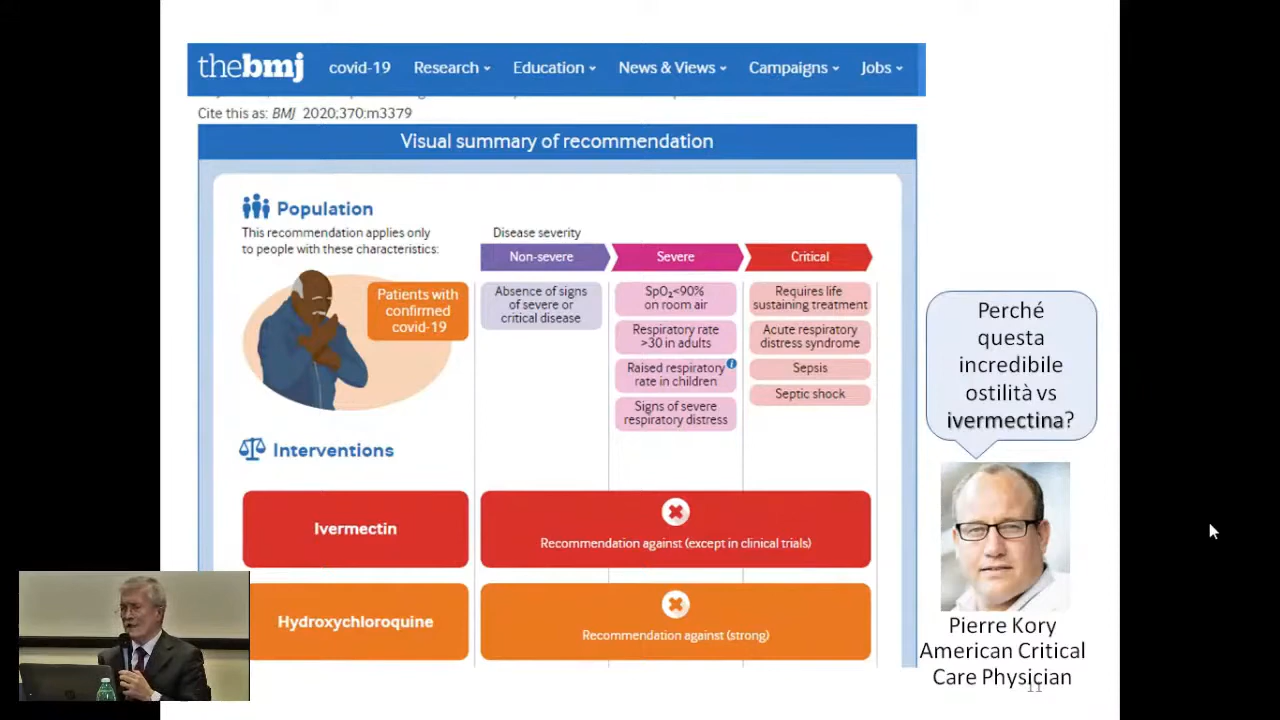 thebmj covid-19 Research Education News & Views Campaigns Jobs
Cite this as: BMJ 2020;370:m3379
Visual summary of recommendation
Population
This recommendation applies only
to people with these characteristics:
Patients with
confirmed
covid-19
Disease severity
Non-severe
Severe
Critical
Absence of signs
of severe or
critical disease
SpO₂<90%
on room air
Respiratory rate
>30 in adults
Raised respiratory
rate in children
i
Signs of severe
respiratory distress
Requires life
sustaining treatment
Acute respiratory
distress syndrome
Sepsis
Septic shock
Interventions
Ivermectin
Recommendation against (except in clinical trials)
Hydroxychloroquine
Recommendation against (strong)
Perché
questa
incredibile
ostilità vs
ivermectina?
Pierre Kory
American Critical
Care Physician
11